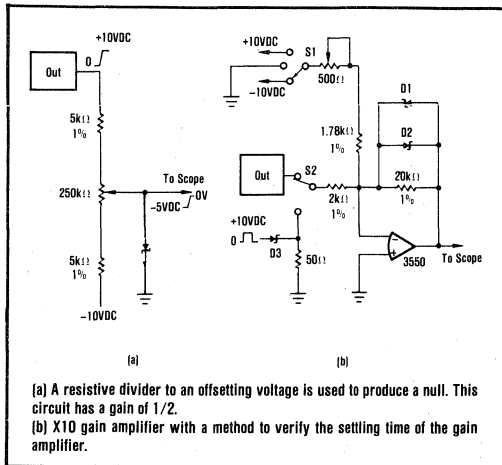 +10VDC
0
Out
5kΩ
1%
250kΩ
To Scope
0V
−5VDC
5kΩ
1%
−10VDC
(a)
+10VDC
S1
−10VDC
500Ω
D1
1.78kΩ
1%
D2
Out
S2
2kΩ
1%
20kΩ
1%
+10VDC
0
D3
50Ω
−
+
3550
To Scope
(b)
(a) A resistive divider to an offsetting voltage is used to produce a null. This
circuit has a gain of 1/2.
(b) X10 gain amplifier with a method to verify the settling time of the gain
amplifier.